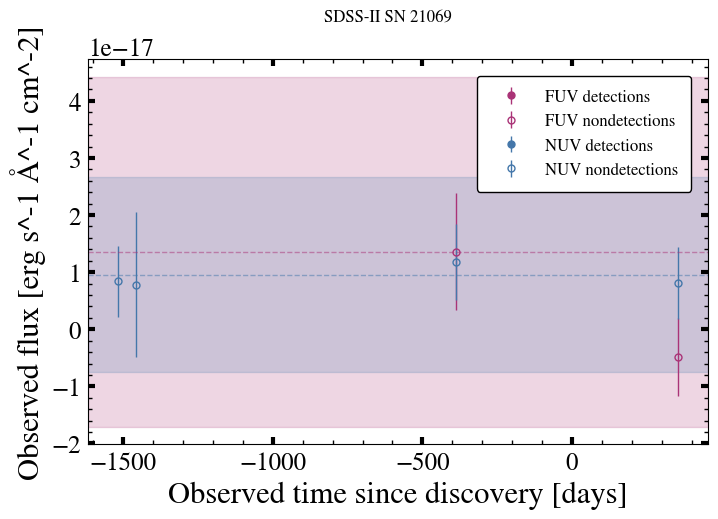 SDSS-II SN 21069
1e−17
FUV detections
FUV nondetections
NUV detections
NUV nondetections
4
3
2
1
0
−1
−2
Observed flux [erg s^-1 Å^-1 cm^-2]
−1500 −1000 −500 0
Observed time since discovery [days]